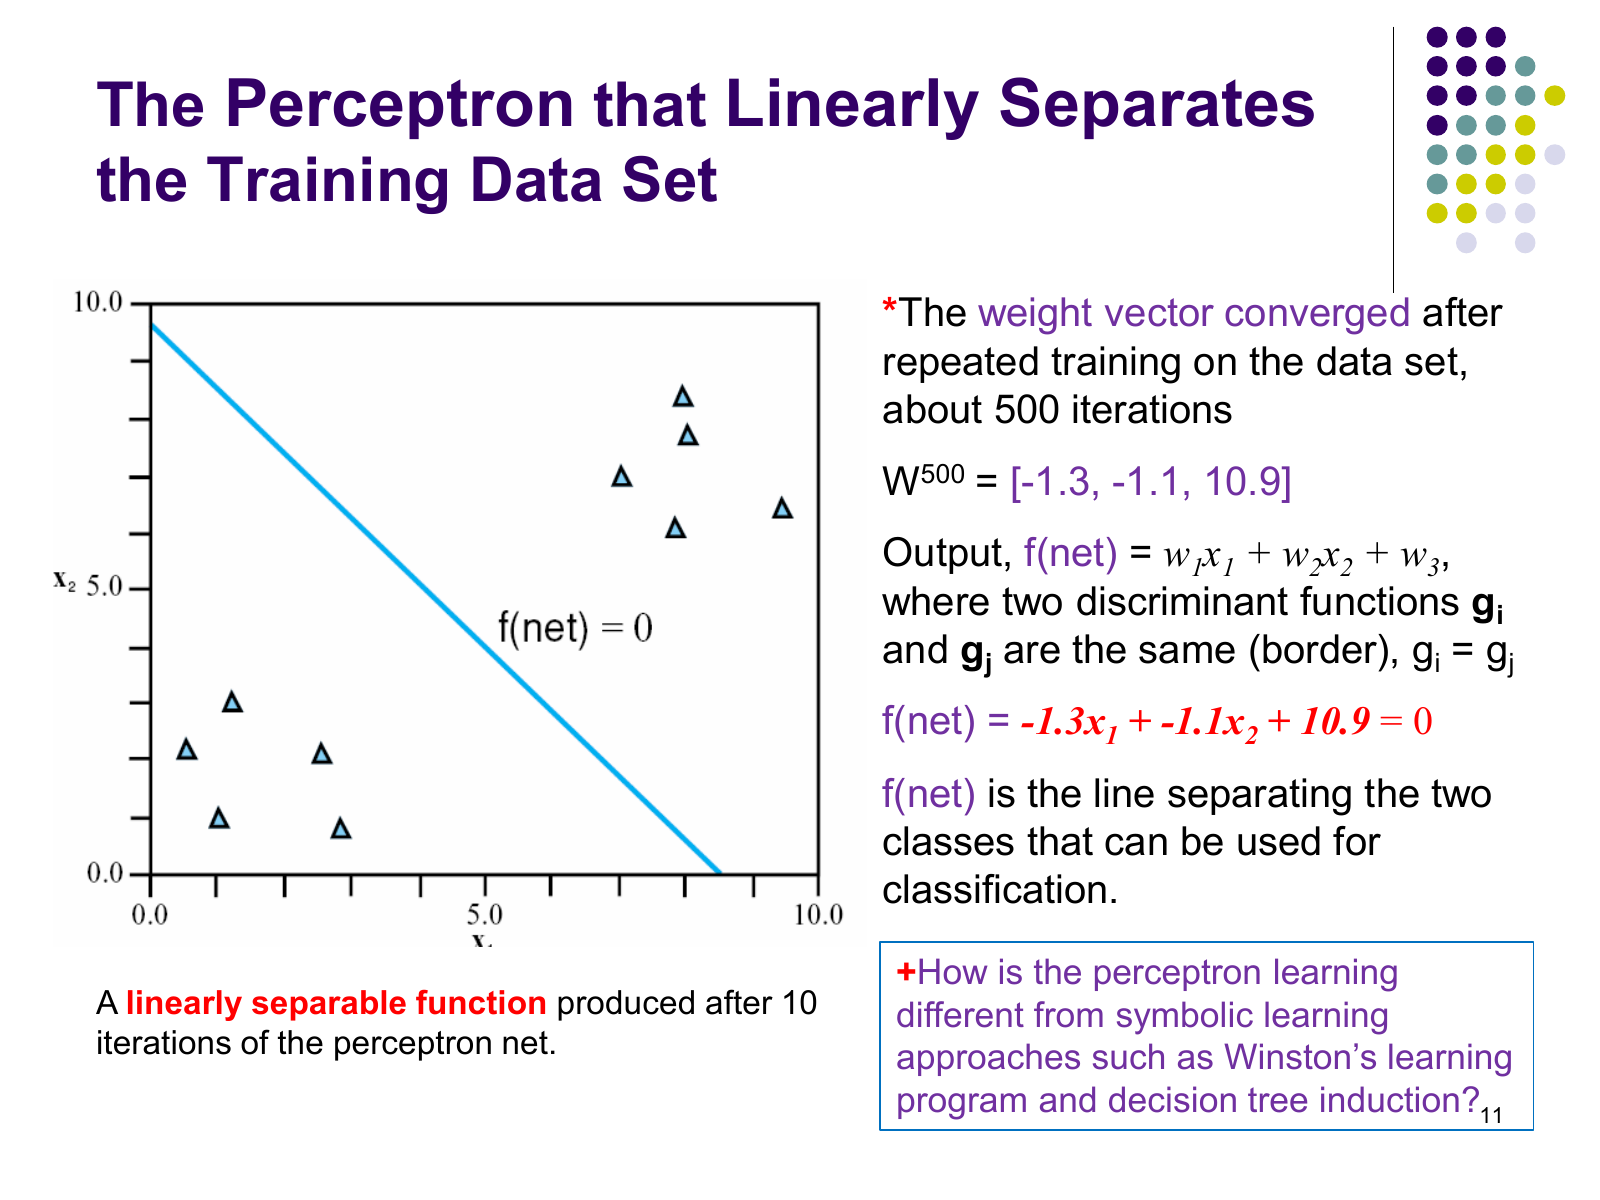 The Perceptron that Linearly Separates
the Training Data Set
10.0
x₂ 5.0
0.0
0.0 5.0 10.0
f(net) = 0
A linearly separable function produced after 10
iterations of the perceptron net.
*The weight vector converged after
repeated training on the data set,
about 500 iterations
W⁵⁰⁰ = [-1.3, -1.1, 10.9]
Output, f(net) = w₁x₁ + w₂x₂ + w₃,
where two discriminant functions gᵢ
and gⱼ are the same (border), gᵢ = gⱼ
f(net) = -1.3x₁ + -1.1x₂ + 10.9 = 0
f(net) is the line separating the two
classes that can be used for
classification.
+How is the perceptron learning
different from symbolic learning
approaches such as Winston’s learning
program and decision tree induction?
11